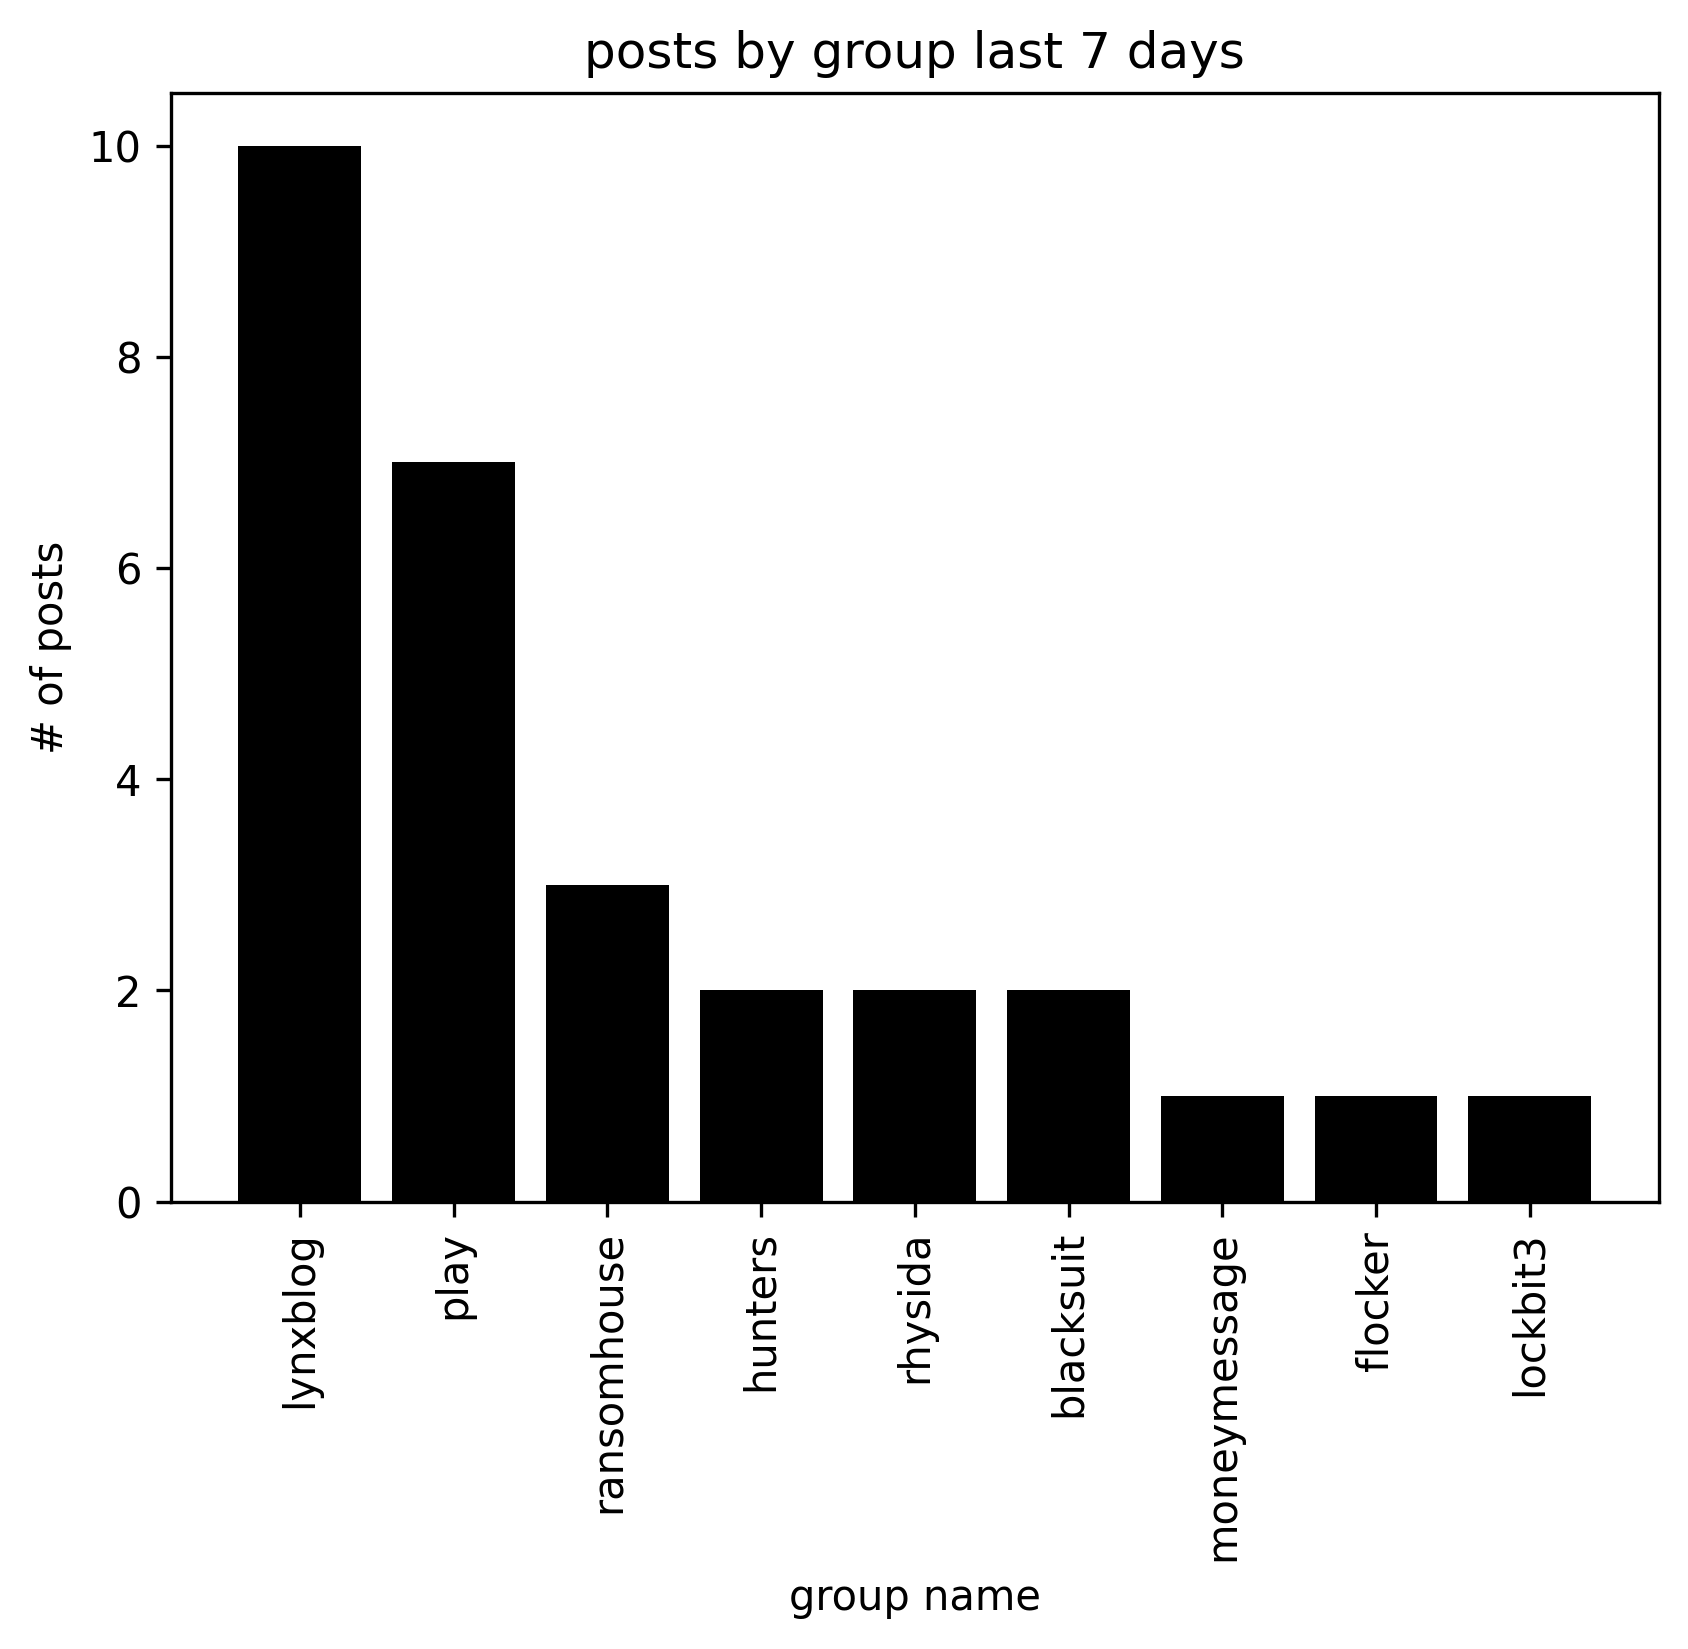 posts by group last 7 days
# of posts
10
8
6
4
2
0
lynxblog
play
ransomhouse
hunters
rhysida
blacksuit
moneymessage
flocker
lockbit3
group name